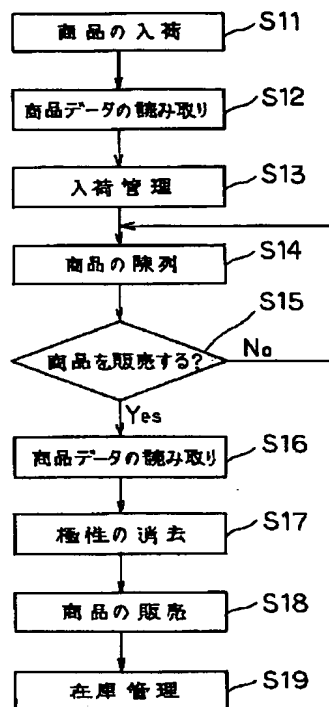 商品の入荷 S11
商品データの読み取り S12
入荷管理 S13
商品の陳列 S14
商品を販売する? S15
No
Yes
商品データの読み取り S16
極性の消去 S17
商品の販売 S18
在庫管理 S19